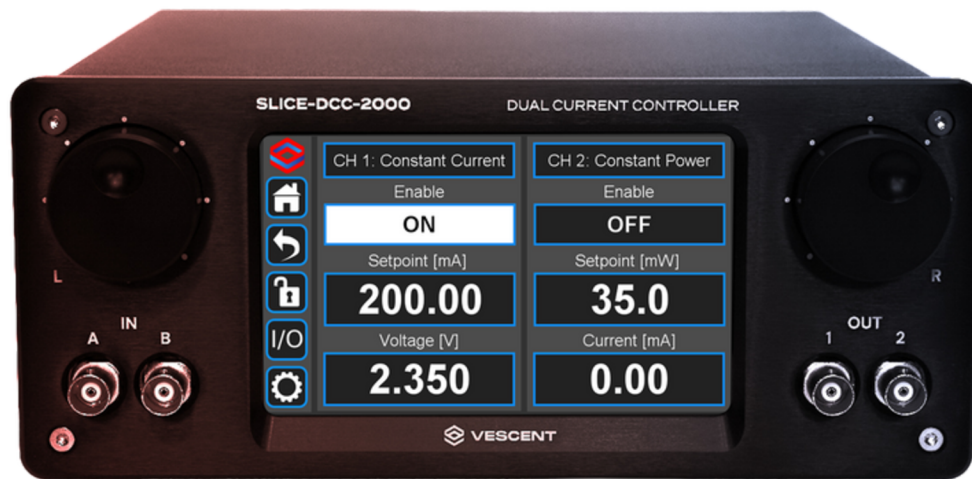 SLICE-DCC-2000 DUAL CURRENT CONTROLLER
CH 1: Constant Current CH 2: Constant Power
Enable Enable
ON OFF
Setpoint [mA] Setpoint [mW]
200.00 35.0
I/O Voltage [V] Current [mA]
2.350 0.00
L R
IN OUT
A B 1 2
VESCENT